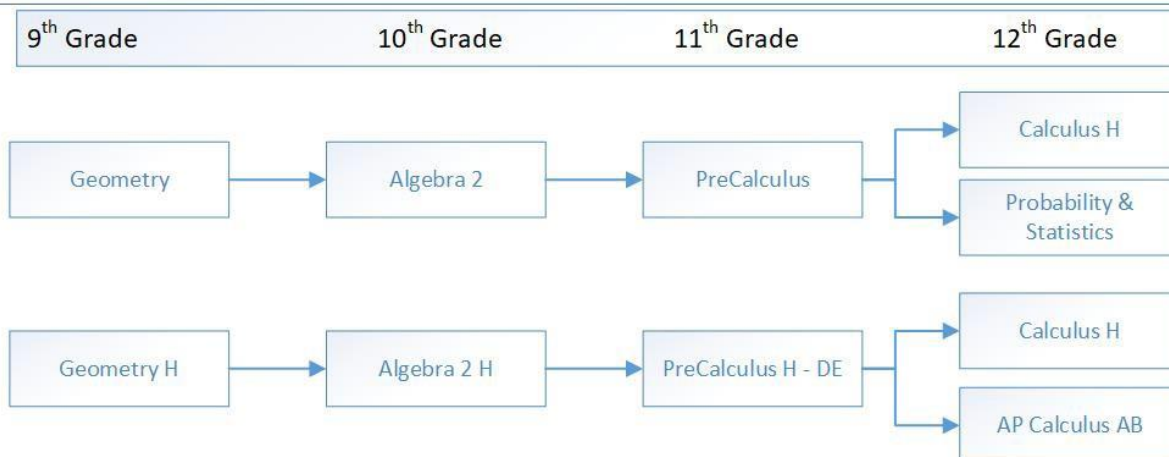 9th Grade 10th Grade 11th Grade 12th Grade
Calculus H
Geometry Algebra 2 PreCalculus
Probability &
Statistics
Calculus H
Geometry H Algebra 2 H PreCalculus H - DE
AP Calculus AB